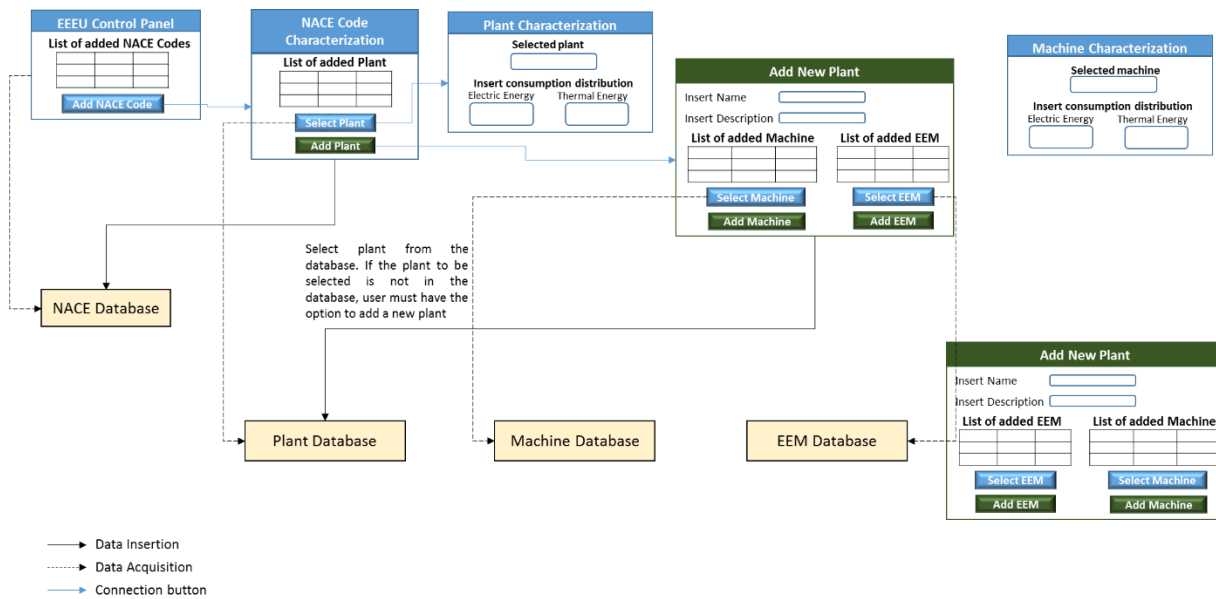 EEEU Control Panel
List of added NACE Codes
Add NACE Code
NACE Code
Characterization
List of added Plant
Select Plant
Add Plant
Plant Characterization
Selected plant
Insert consumption distribution
Electric Energy
Thermal Energy
Add New Plant
Insert Name
Insert Description
List of added Machine
List of added EEM
Select Machine
Select EEM
Add Machine
Add EEM
Machine Characterization
Selected machine
Insert consumption distribution
Electric Energy
Thermal Energy
Select plant from the
database. If the plant to be
selected is not in the
database, user must have the
option to add a new plant
NACE Database
Plant Database
Machine Database
EEM Database
Add New Plant
Insert Name
Insert Description
List of added EEM
List of added Machine
Select EEM
Select Machine
Add EEM
Add Machine
Data Insertion
Data Acquisition
Connection button